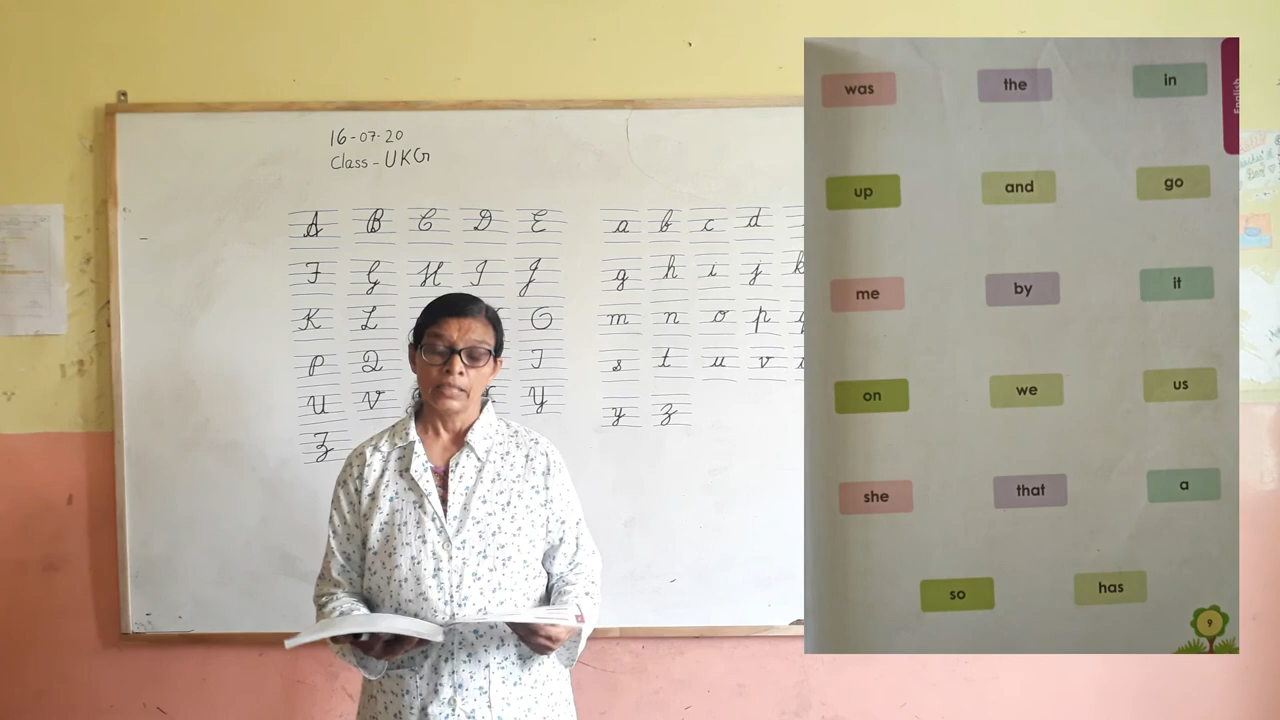 16-07-20
Class - UKG
A B C D E
F G H I J
K L O
P Q T
U V Y
Z
a b c d
g h i j k
m n o p q
s t u v
y z
English
was the in
up and go
me by it
on we us
she that a
so has
9